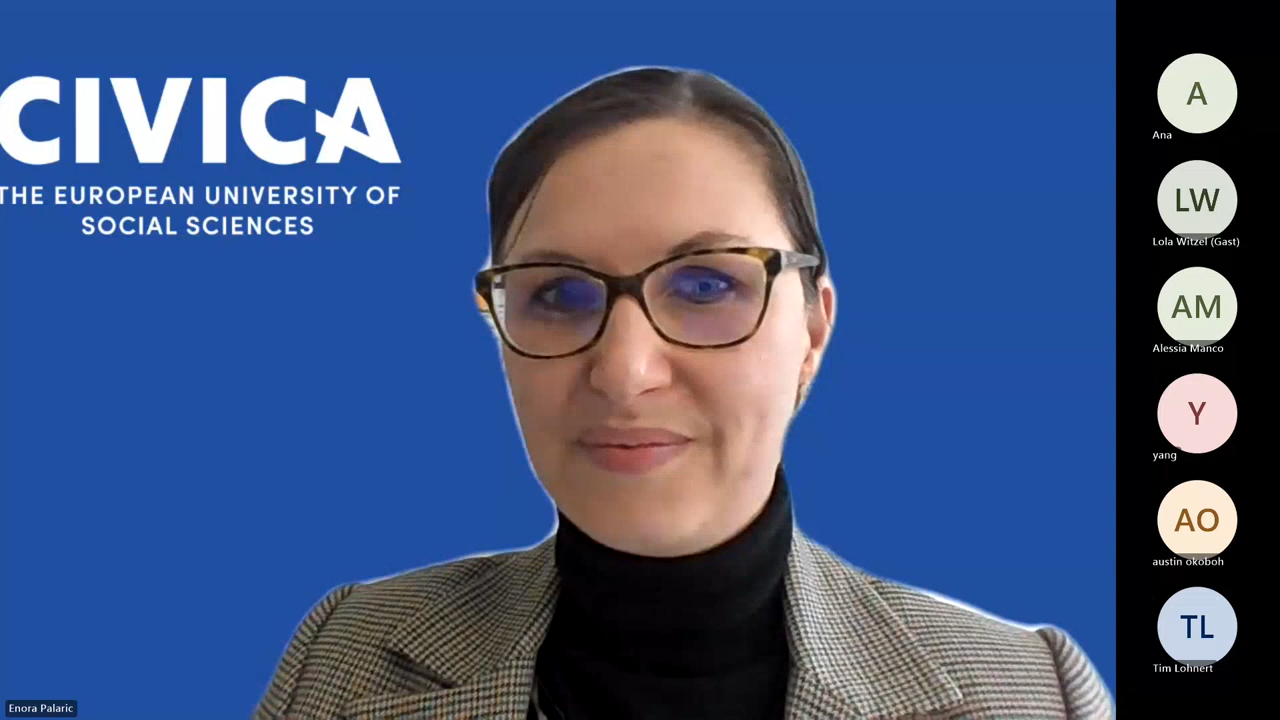 CIVICA
THE EUROPEAN UNIVERSITY OF
SOCIAL SCIENCES
Enora Palaric
A
Ana
LW
Lola Witzel (Gast)
AM
Alessia Manco
Y
yang
AO
austin okoboh
TL
Tim Lohnert